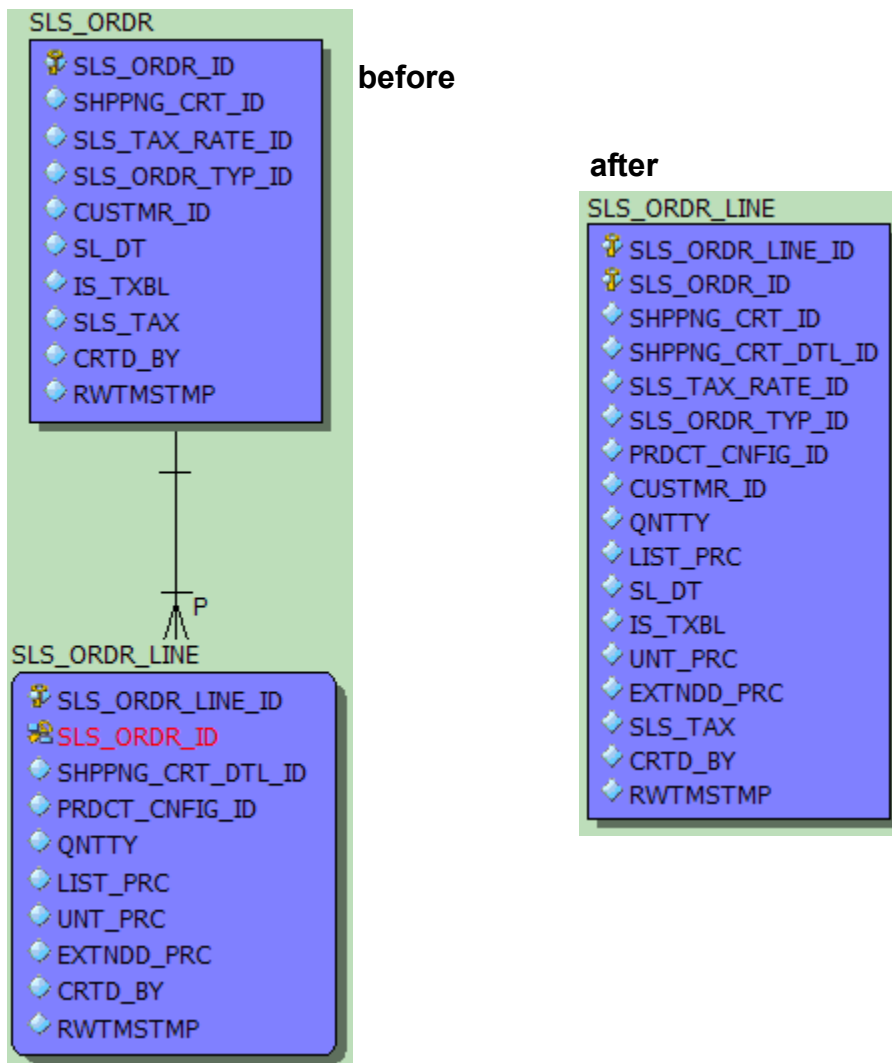 SLS_ORDR
SLS_ORDR_ID
SHPPNG_CRT_ID
SLS_TAX_RATE_ID
SLS_ORDR_TYP_ID
CUSTMR_ID
SL_DT
IS_TXBL
SLS_TAX
CRTD_BY
RWTMSTMP
before
P
SLS_ORDR_LINE
SLS_ORDR_LINE_ID
SLS_ORDR_ID
SHPPNG_CRT_DTL_ID
PRDCT_CNFIG_ID
QNTTY
LIST_PRC
UNT_PRC
EXTNDD_PRC
CRTD_BY
RWTMSTMP
after
SLS_ORDR_LINE
SLS_ORDR_LINE_ID
SLS_ORDR_ID
SHPPNG_CRT_ID
SHPPNG_CRT_DTL_ID
SLS_TAX_RATE_ID
SLS_ORDR_TYP_ID
PRDCT_CNFIG_ID
CUSTMR_ID
QNTTY
LIST_PRC
SL_DT
IS_TXBL
UNT_PRC
EXTNDD_PRC
SLS_TAX
CRTD_BY
RWTMSTMP